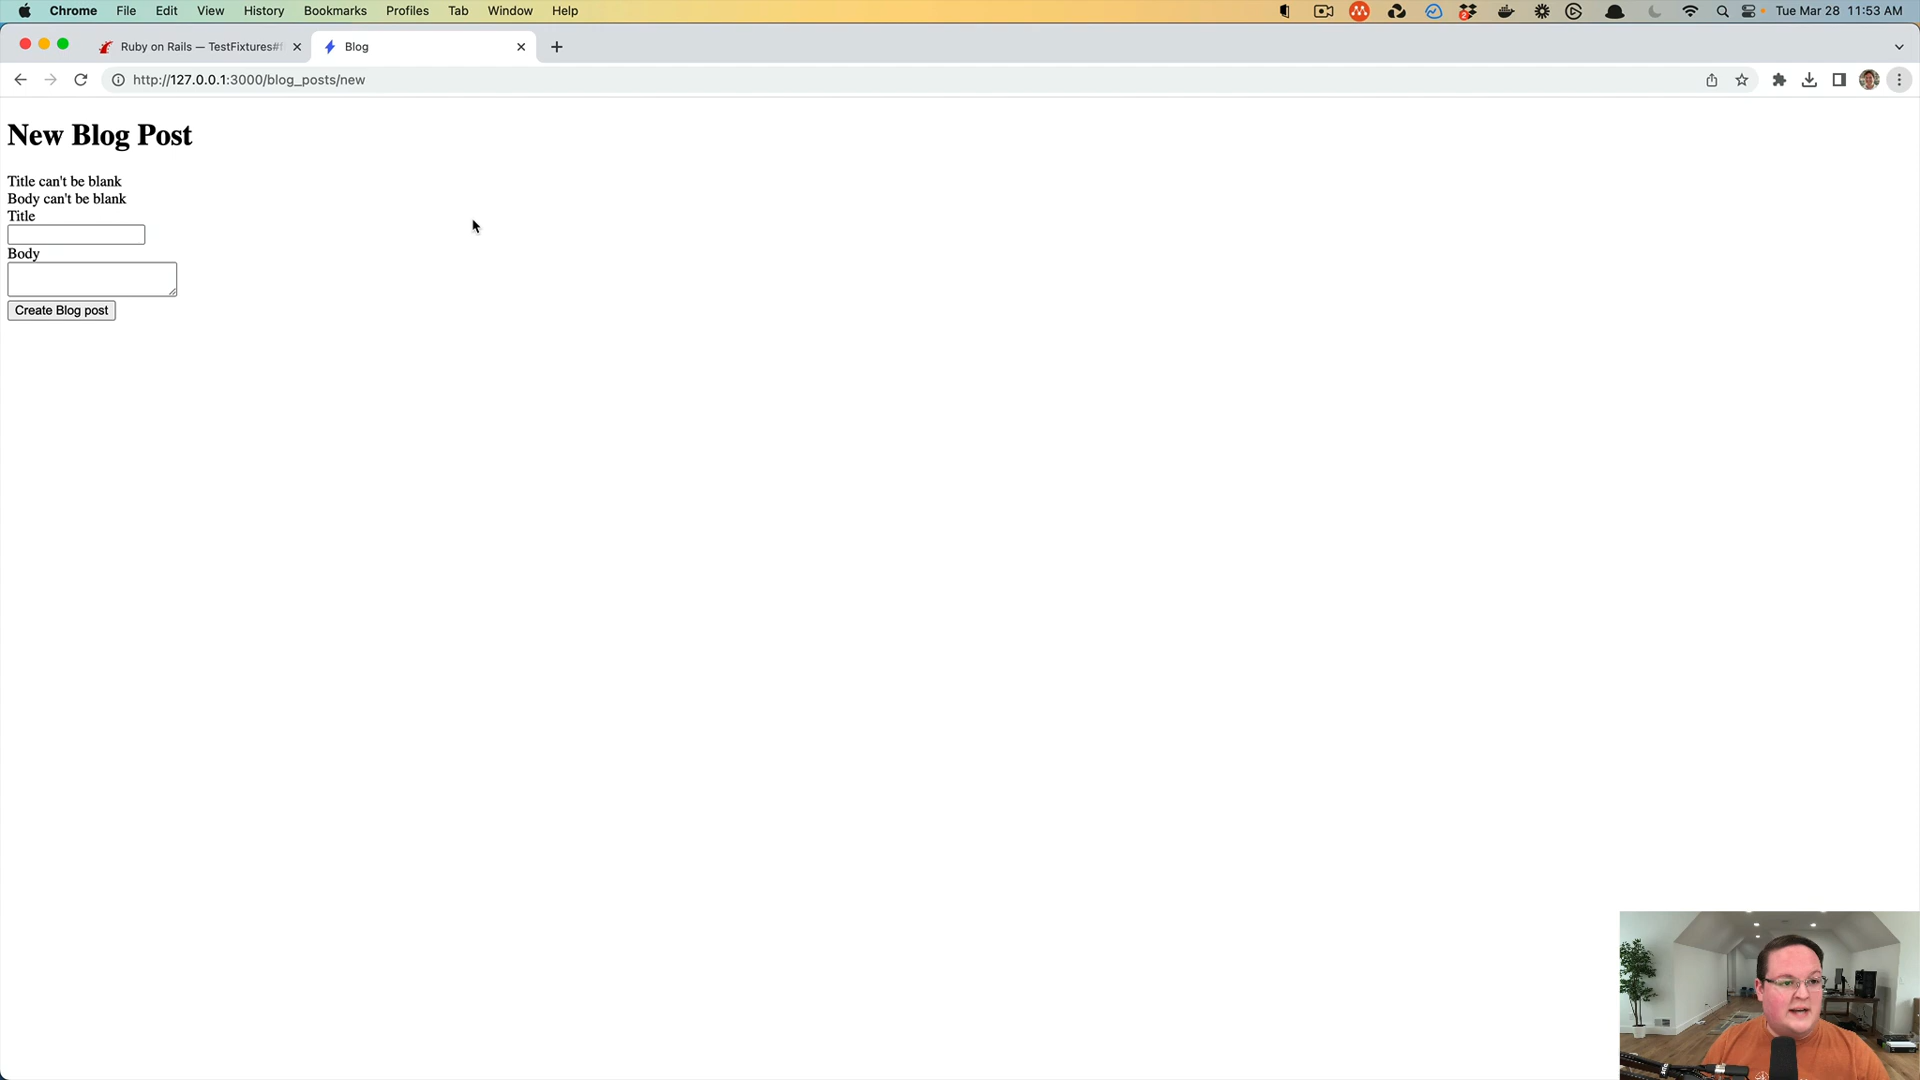 Chrome File Edit View History Bookmarks Profiles Tab Window Help Tue Mar 28 11:53 AM
Ruby on Rails — TestFixtures#f Blog
http://127.0.0.1:3000/blog_posts/new
New Blog Post
Title can't be blank
Body can't be blank
Title
Body
Create Blog post